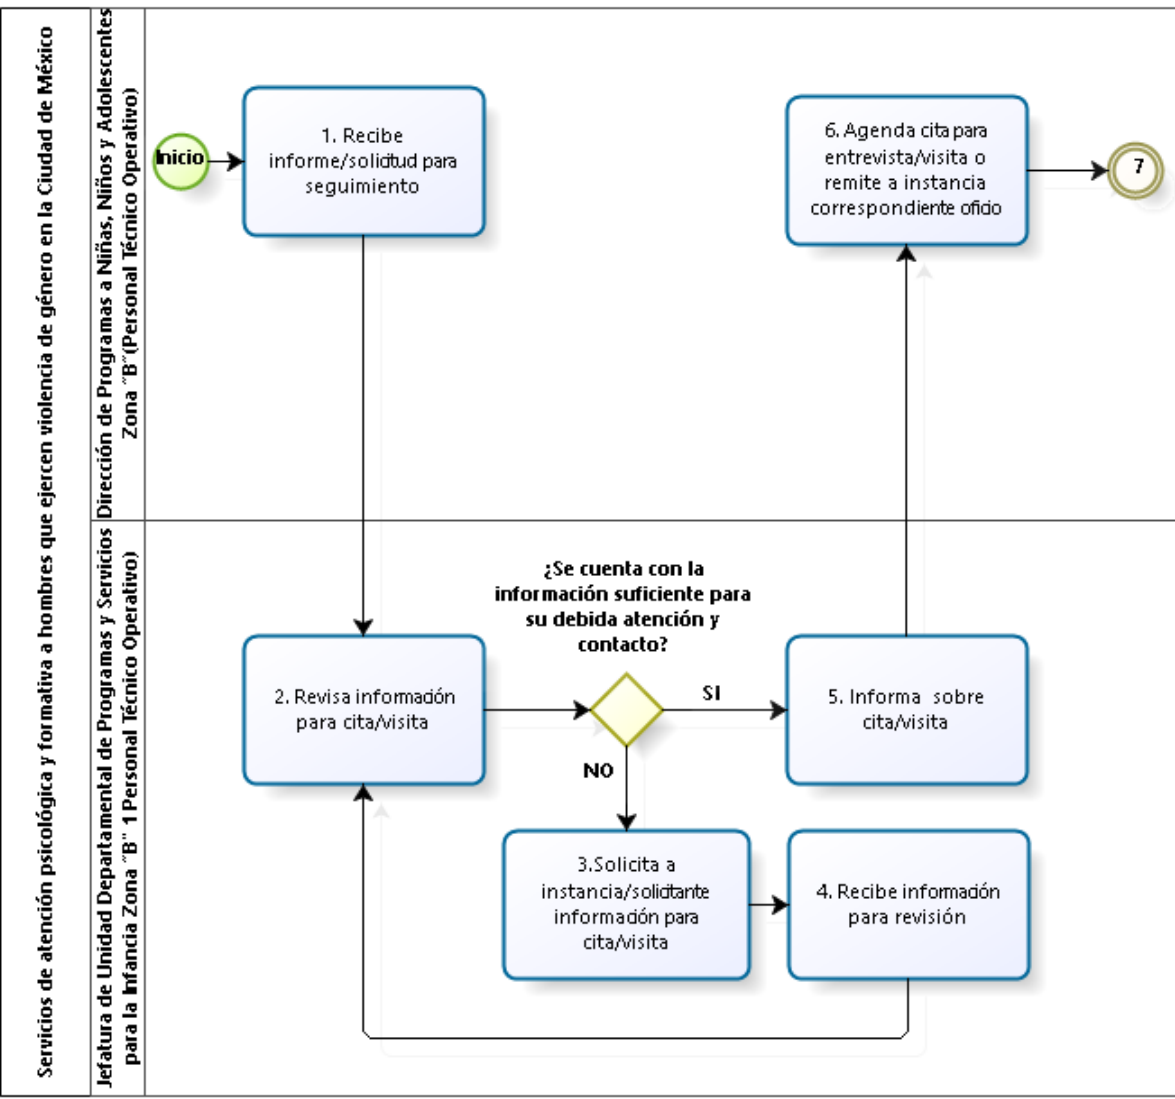 Servicios de atención psicológica y formativa a hombres que ejercen violencia de género en la Ciudad de México
Dirección de Programas a Niñas, Niños y Adolescentes
Zona ˝B˝(Personal Técnico Operativo)
Inicio
1. Recibe
informe/solicitud para
seguimiento
6. Agenda cita para
entrevista/visita o
remite a instancia
correspondiente oficio
7
Jefatura de Unidad Departamental de Programas y Servicios
para la Infancia Zona ˝B" 1 Personal Técnico Operativo)
2. Revisa información
para cita/visita
¿Se cuenta con la
información suficiente para
su debida atención y
contacto?
SI
NO
5. Informa sobre
cita/visita
3.Solicita a
instancia/solicitante
información para
cita/visita
4. Recibe información
para revisión